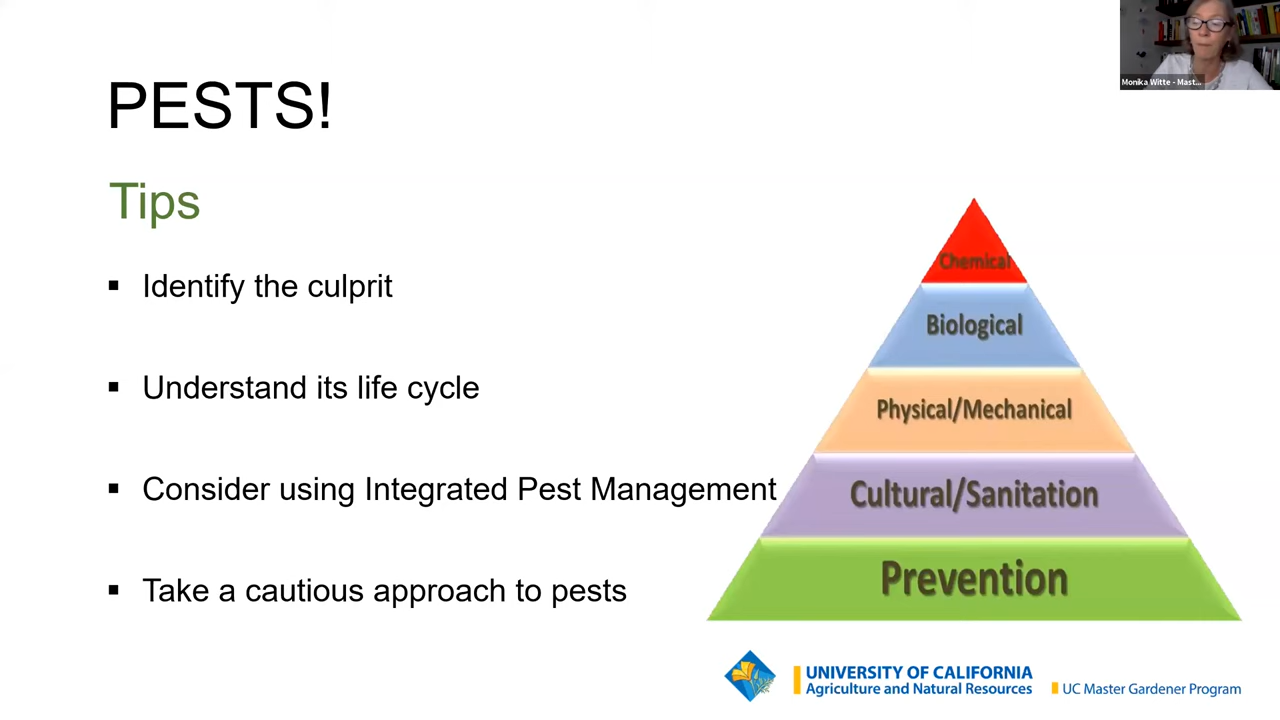 Monika Witte - Mast...
PESTS!
Tips
▪ Identify the culprit
▪ Understand its life cycle
▪ Consider using Integrated Pest Management
▪ Take a cautious approach to pests
Chemical
Biological
Physical/Mechanical
Cultural/Sanitation
Prevention
UNIVERSITY OF CALIFORNIA
Agriculture and Natural Resources
UC Master Gardener Program